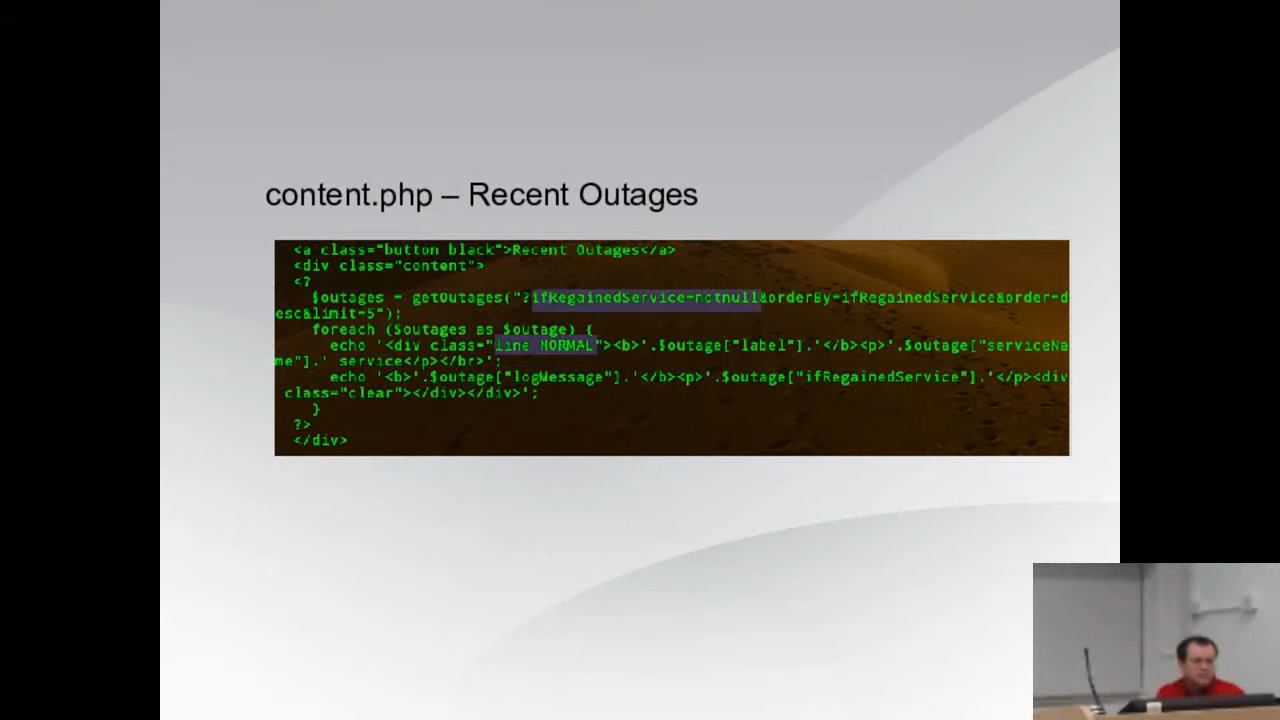 content.php – Recent Outages
<a class="button black">Recent Outages</a>
<div class="content">
<?
$outages = getOutages("?ifRegainedService=notnull&orderBy=ifRegainedService&order=d
esc&limit=5");
foreach ($outages as $outage) {
echo '<div class="line NORMAL"><b>'.$outage["label"].'</b><p>'.$outage["serviceNa
me"].' service</p></br>';
echo '<b>'.$outage["logMessage"].'</b><p>'.$outage["ifRegainedService"].'</p><div
class="clear"></div></div>';
}
?>
</div>